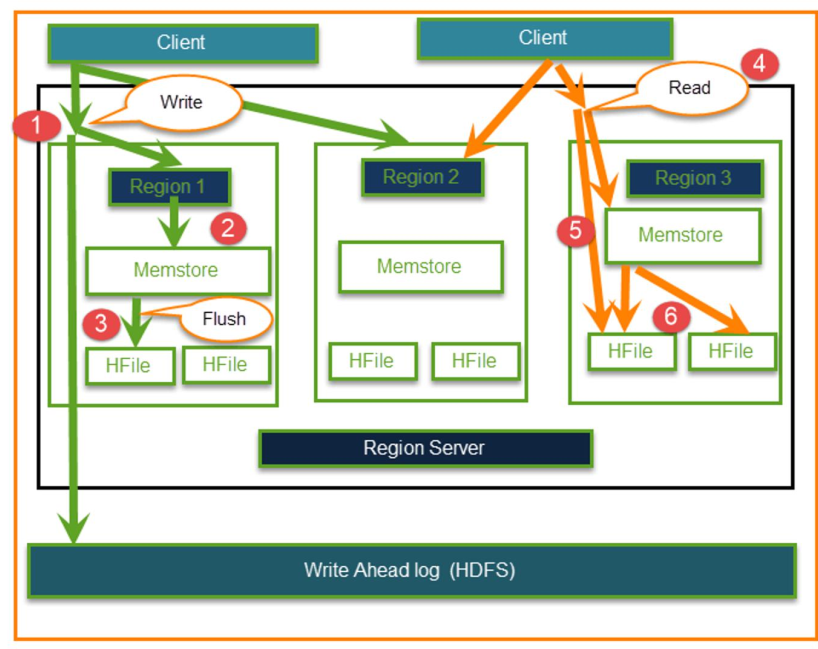 Client
Client
Write
Read
4
1
Region 1
Region 2
Region 3
2
5
Memstore
Memstore
Memstore
3
Flush
6
HFile
HFile
HFile
HFile
HFile
HFile
Region Server
Write Ahead log (HDFS)